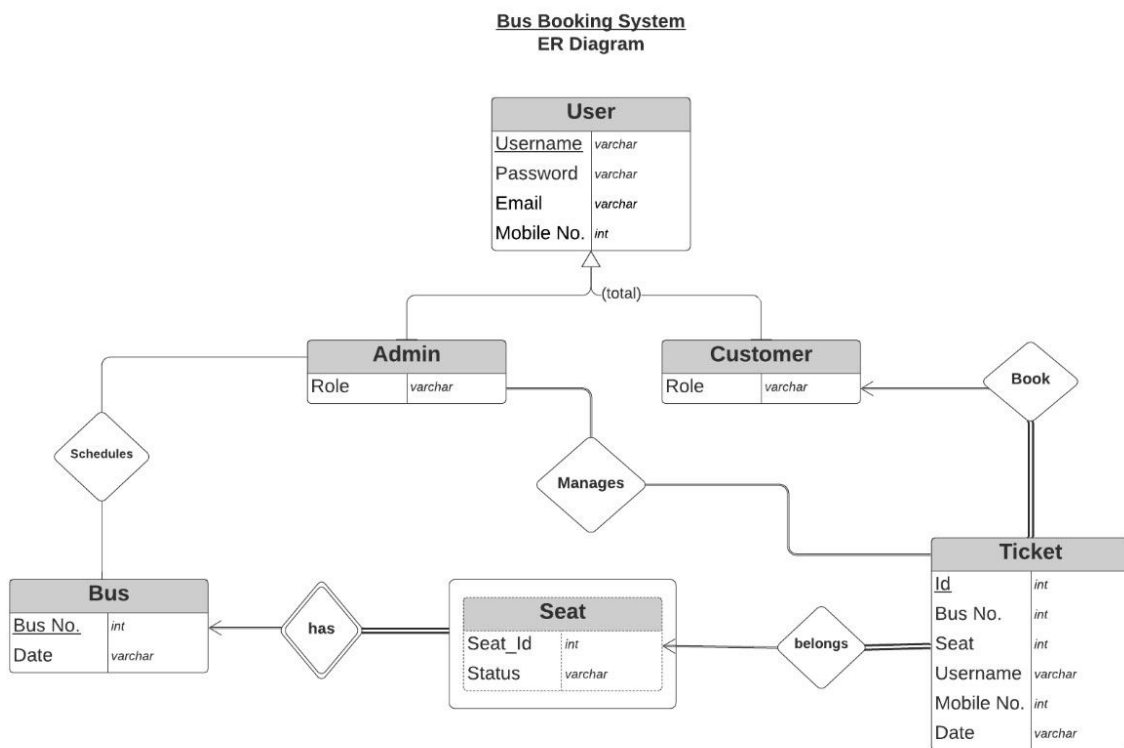 Bus Booking System
ER Diagram
User
Username varchar
Password varchar
Email varchar
Mobile No. int
(total)
Admin
Role varchar
Customer
Role varchar
Book
Schedules
Manages
Ticket
Id int
Bus No. int
Seat int
Username varchar
Mobile No. int
Date varchar
Bus
Bus No. int
Date varchar
has
Seat
Seat_Id int
Status varchar
belongs